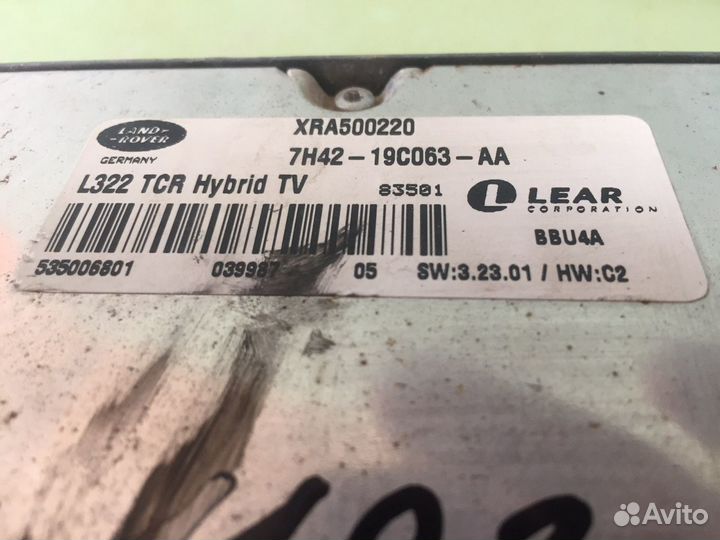 XRA500220
LAND-
ROVER
GERMANY
7H42-19C063-AA
L322 TCR Hybrid TV
83501
LEAR
CORPORATION
BBU4A
535006801 039987 05 SW:3.23.01 / HW:C2
Avito